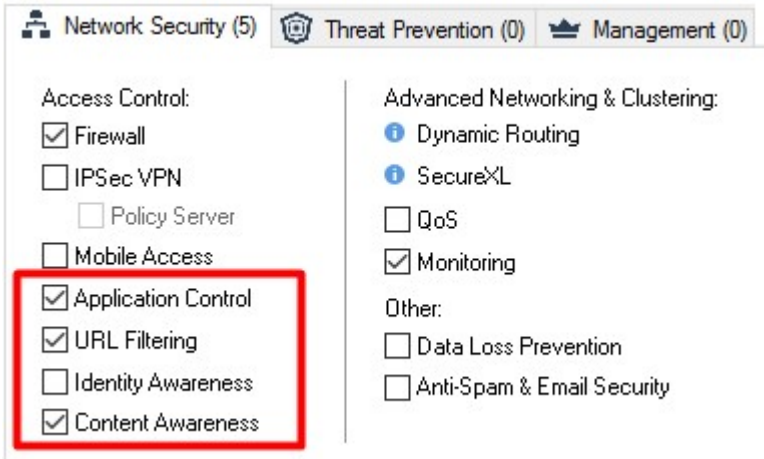 Network Security (5) Threat Prevention (0) Management (0)
Access Control:
Firewall
IPSec VPN
Policy Server
Mobile Access
Application Control
URL Filtering
Identity Awareness
Content Awareness
Advanced Networking & Clustering:
Dynamic Routing
SecureXL
QoS
Monitoring
Other:
Data Loss Prevention
Anti-Spam & Email Security